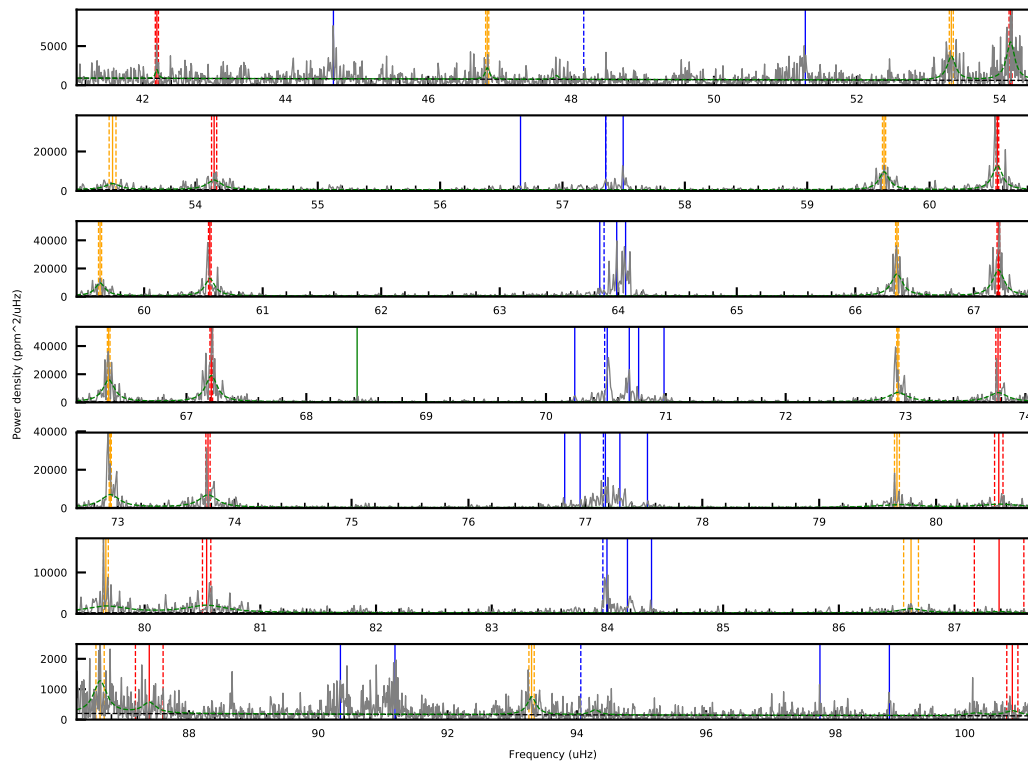 5000
0
42 44 46 48 50 52 54
20000
0
54 55 56 57 58 59 60
40000
20000
0
60 61 62 63 64 65 66 67
Power density (ppm^2/uHz)
40000
20000
0
67 68 69 70 71 72 73 74
40000
20000
0
73 74 75 76 77 78 79 80
10000
0
80 81 82 83 84 85 86 87
2000
1000
0
88 90 92 94 96 98 100
Frequency (uHz)